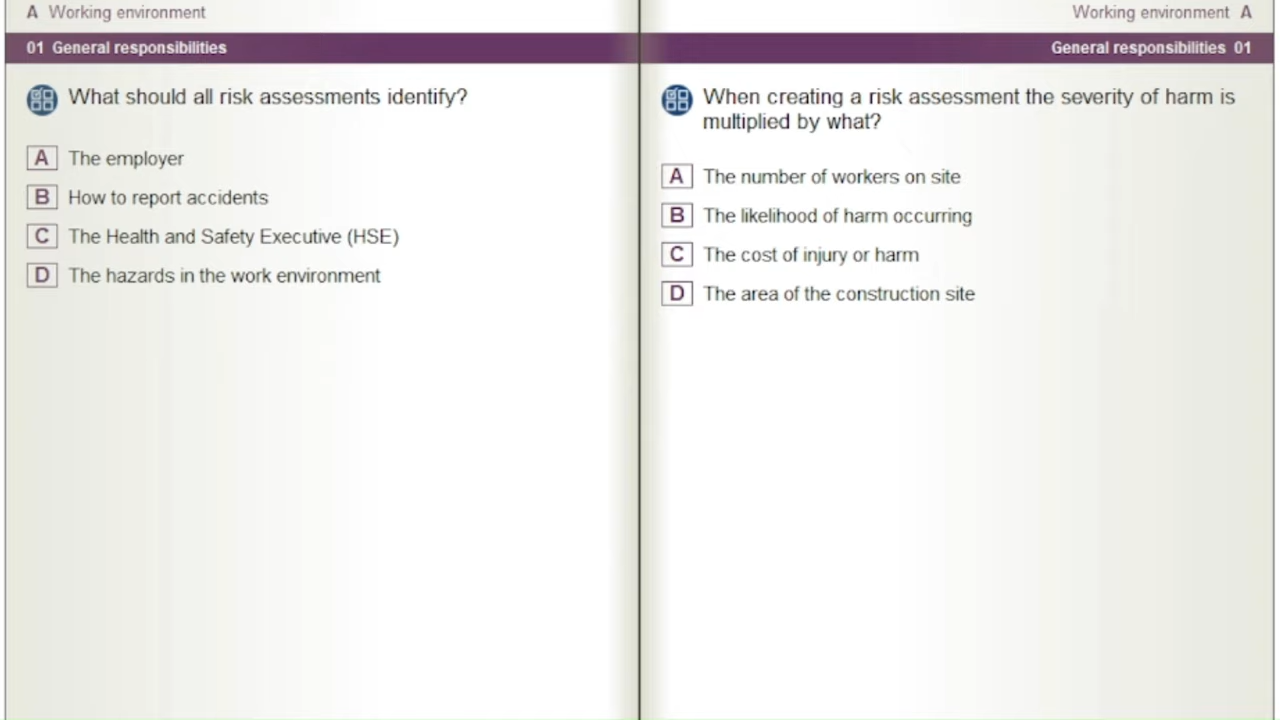 A Working environment
01 General responsibilities
What should all risk assessments identify?
A The employer
B How to report accidents
C The Health and Safety Executive (HSE)
D The hazards in the work environment
Working environment A
General responsibilities 01
When creating a risk assessment the severity of harm is
multiplied by what?
A The number of workers on site
B The likelihood of harm occurring
C The cost of injury or harm
D The area of the construction site